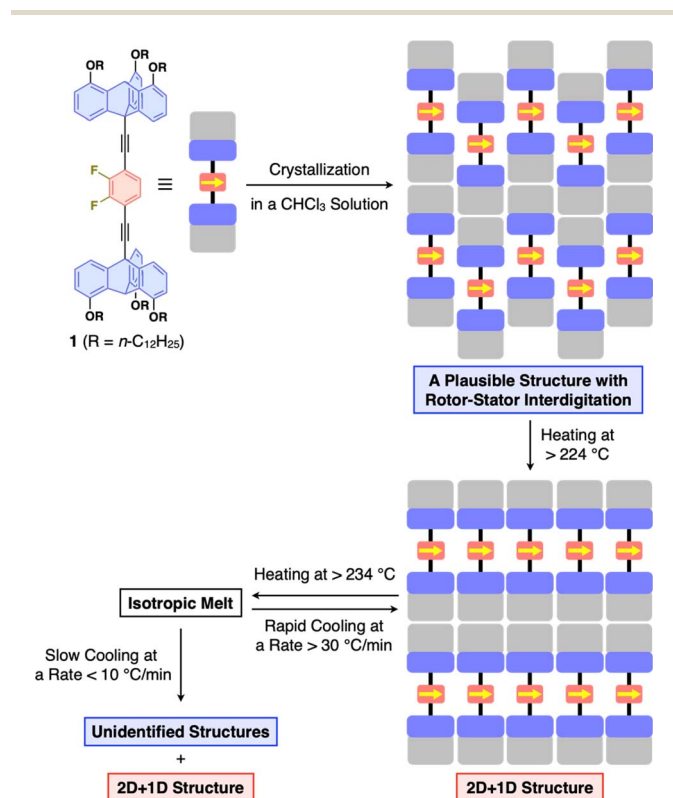 OR
OR
OR
F
F
≡
OR
OR
OR
1 (R = n-C12H25)
Crystallization
in a CHCl3 Solution
A Plausible Structure with
Rotor-Stator Interdigitation
Heating at
> 224 °C
Heating at > 234 °C
Isotropic Melt
Rapid Cooling at
a Rate > 30 °C/min
Slow Cooling at
a Rate < 10 °C/min
Unidentified Structures
+
2D+1D Structure
2D+1D Structure